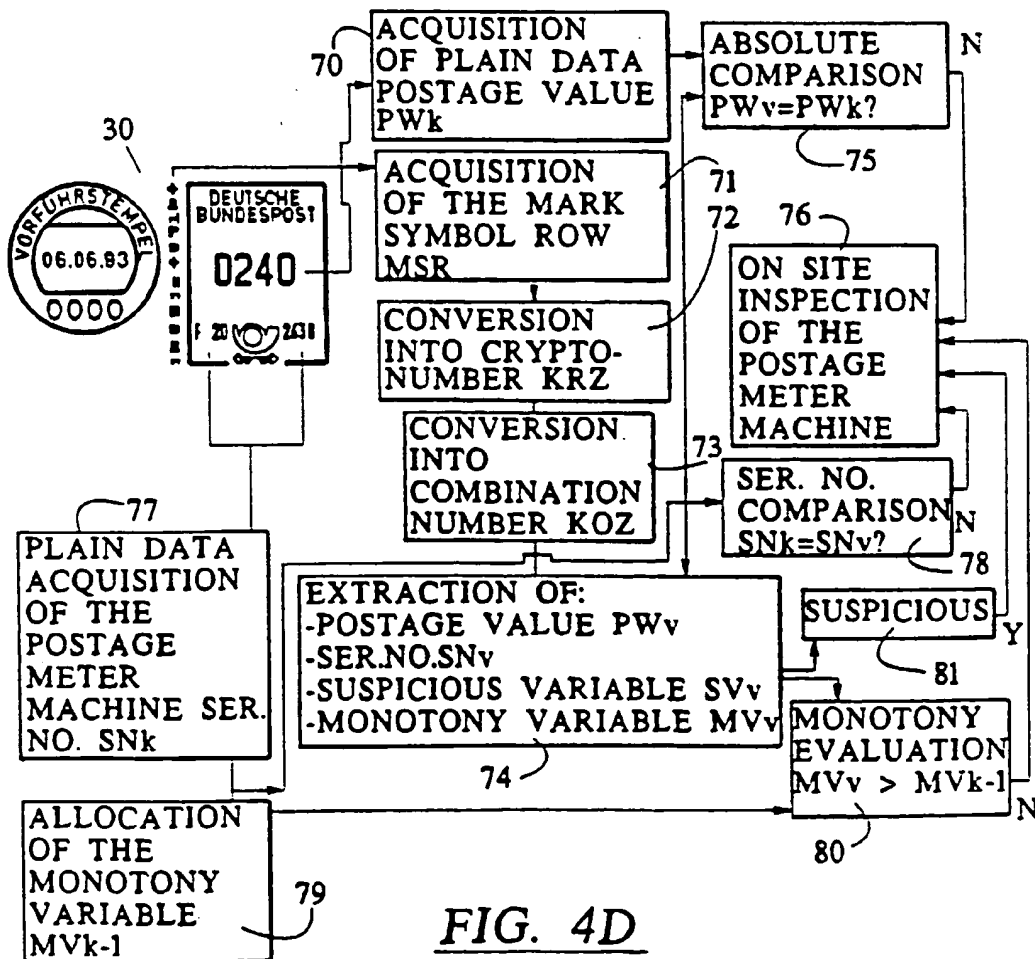 70
ACQUISITION
OF PLAIN DATA
POSTAGE VALUE
PWk
ABSOLUTE
COMPARISON
PWv=PWk?
N
75
30
VORFÜHRSTEMPEL
06.06.93
0000
DEUTSCHE
BUNDESPOST
0240
ACQUISITION
OF THE MARK
SYMBOL ROW
MSR
71
72
CONVERSION
INTO CRYPTO-
NUMBER KRZ
76
ON SITE
INSPECTION
OF THE
POSTAGE
METER
MACHINE
CONVERSION
INTO
COMBINATION
NUMBER KOZ
73
SER. NO.
COMPARISON
SNk=SNv?
N
78
77
PLAIN DATA
ACQUISITION
OF THE
POSTAGE
METER
MACHINE SER.
NO. SNk
EXTRACTION OF:
-POSTAGE VALUE PWv
-SER.NO.SNv
-SUSPICIOUS VARIABLE SVv
-MONOTONY VARIABLE MVv
74
SUSPICIOUS
Y
81
MONOTONY
EVALUATION
MVv > MVk-1
N
80
ALLOCATION
OF THE
MONOTONY
VARIABLE
MVk-1
79
FIG. 4D